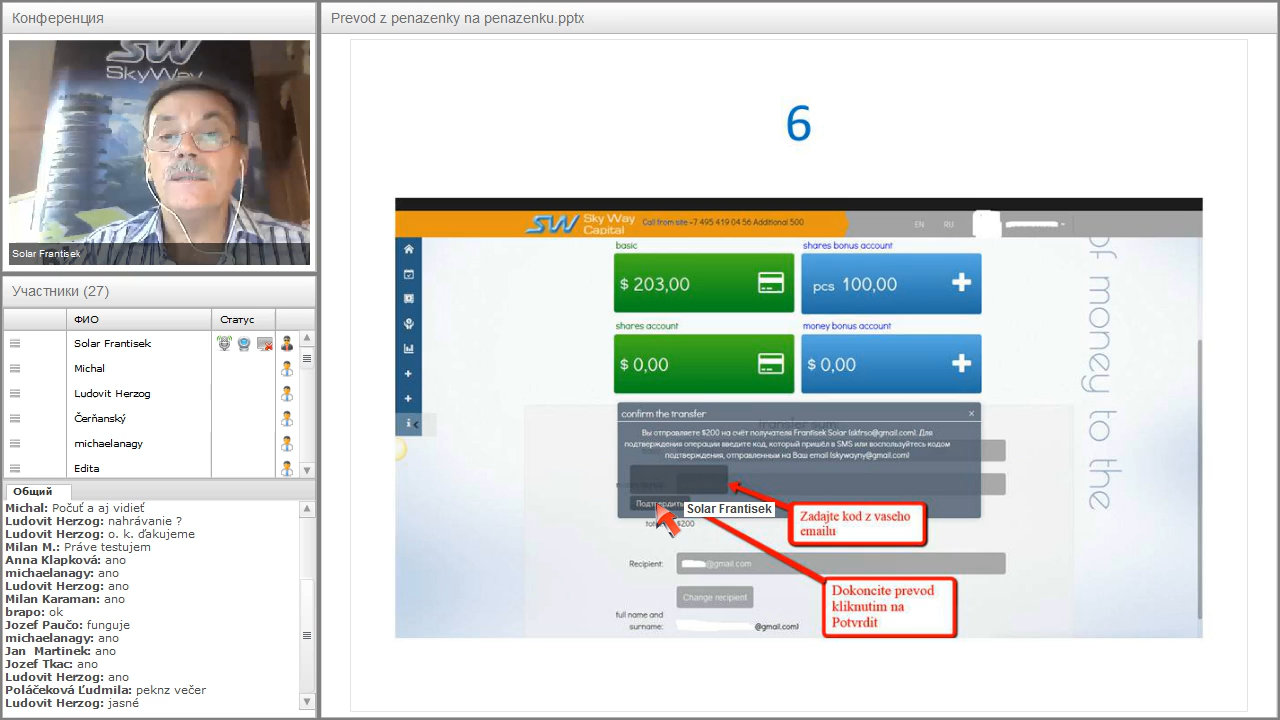 Конференция
SW
SkyWay
Solar Frantisek
Участники (27)
ФИО
Статус
Solar Frantisek
Michal
Ludovit Herzog
Čerňanský
michaelanagy
Edita
Общий
Michal: Počuť a aj vidieť
Ludovit Herzog: nahrávanie ?
Ludovit Herzog: o. k. ďakujeme
Milan M.: Práve testujem
Anna Klapková: ano
michaelanagy: ano
Ludovit Herzog: ano
Milan Karaman: ano
brapo: ok
Jozef Paučo: funguje
michaelanagy: ano
Jan Martinek: ano
Jozef Tkac: ano
Ludovit Herzog: ano
Poláčeková Ľudmila: peknz večer
Ludovit Herzog: jasné
Prevod z penazenky na penazenku.pptx
6
SW Sky Way Capital
Call from site +7 495 419 04 56 Additional 500
EN RU
basic
$ 203,00
shares bonus account
pcs 100,00
shares account
$ 0,00
money bonus account
$ 0,00
of money to the
confirm the transfer ×
transfer sum
Вы отправляете $200 на счёт получателя Frantisek Solar (skfrso@gmail.com). Для
подтверждения операции введите код, который пришёл в SMS или воспользуйтесь кодом
подтверждения, отправленным на Ваш email (skywayny@gmail.com)
Подтвердить
Solar Frantisek
$200
Zadajte kod z vaseho
emailu
Recipient:
@gmail.com
Change recipient
Dokoncite prevod
kliknutim na
Potvrdit
full name and
surname:
@gmail.com)